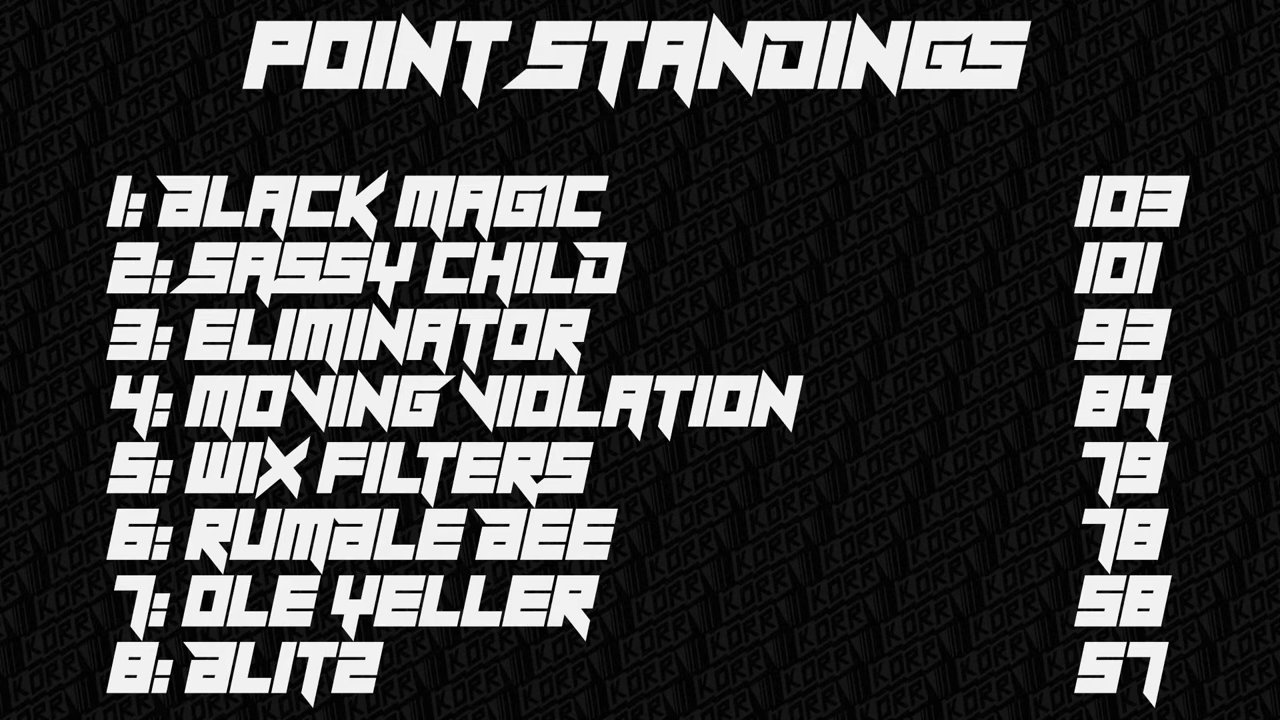 POINT STANDINGS
1: BLACK MAGIC 103
2: SASSY CHILD 101
3: ELIMINATOR 93
4: MOVING VIOLATION 84
5: WIX FILTERS 79
6: RUMBLE BEE 78
7: OLE YELLER 58
8: BLITZ 57